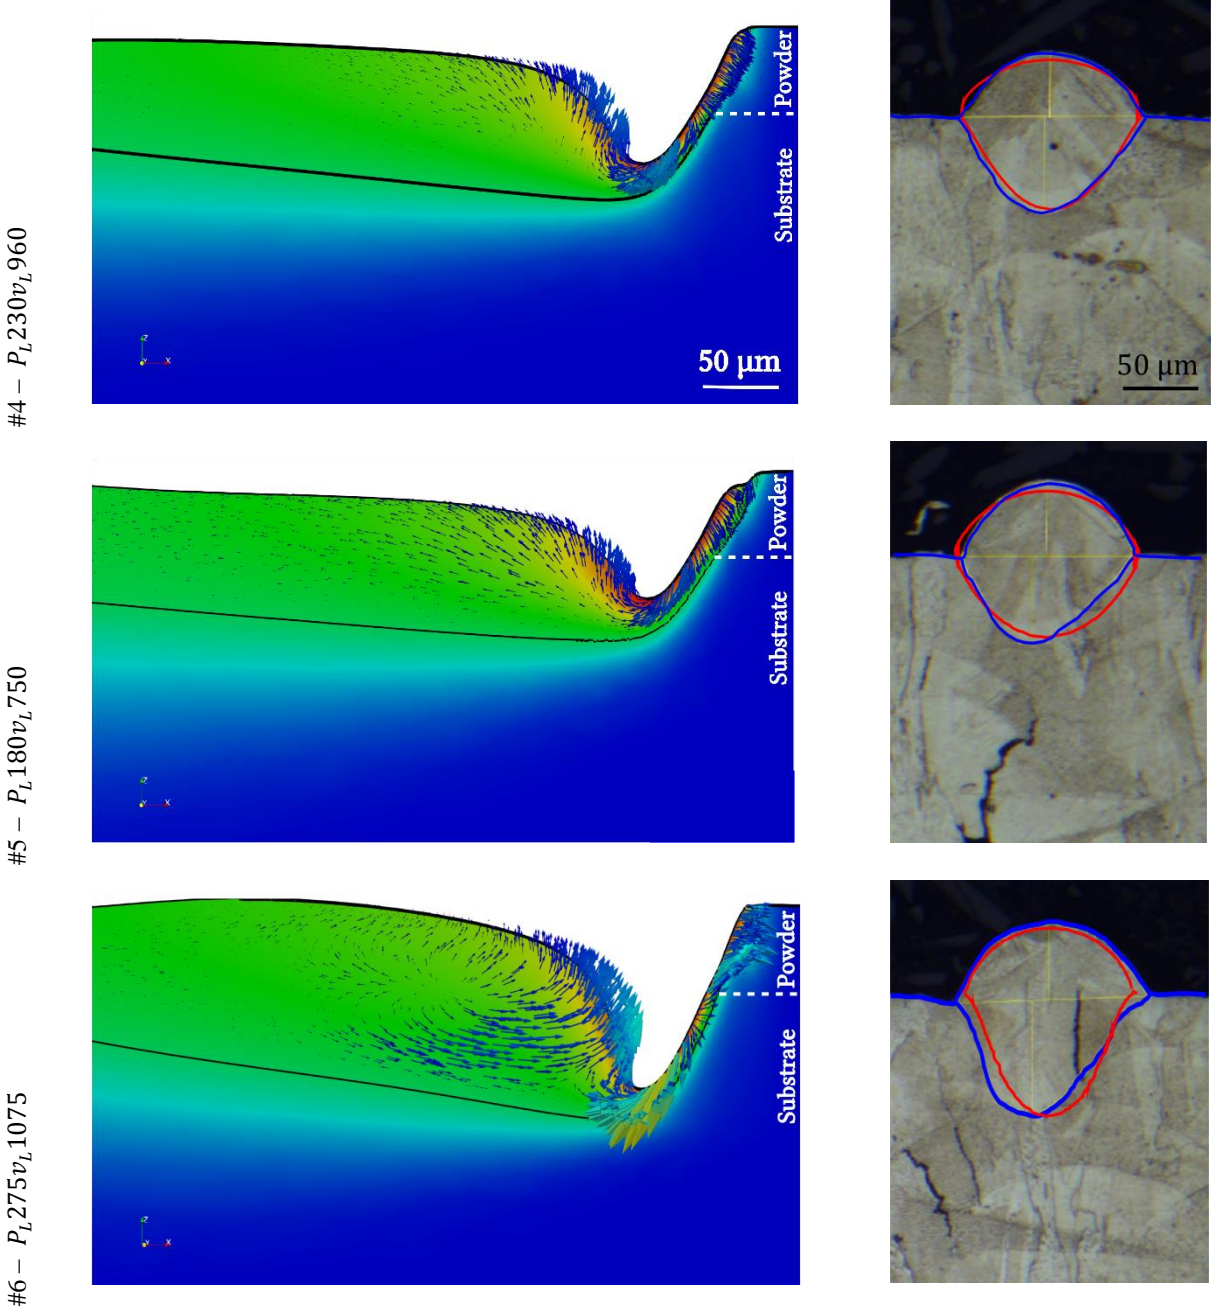 #4 – P_L230v_L960
Powder
Substrate
Z
Y
X
50 μm
50 μm
#5 – P_L180v_L750
Powder
Substrate
Z
Y
X
#6 – P_L275v_L1075
Powder
Substrate
Z
Y
X